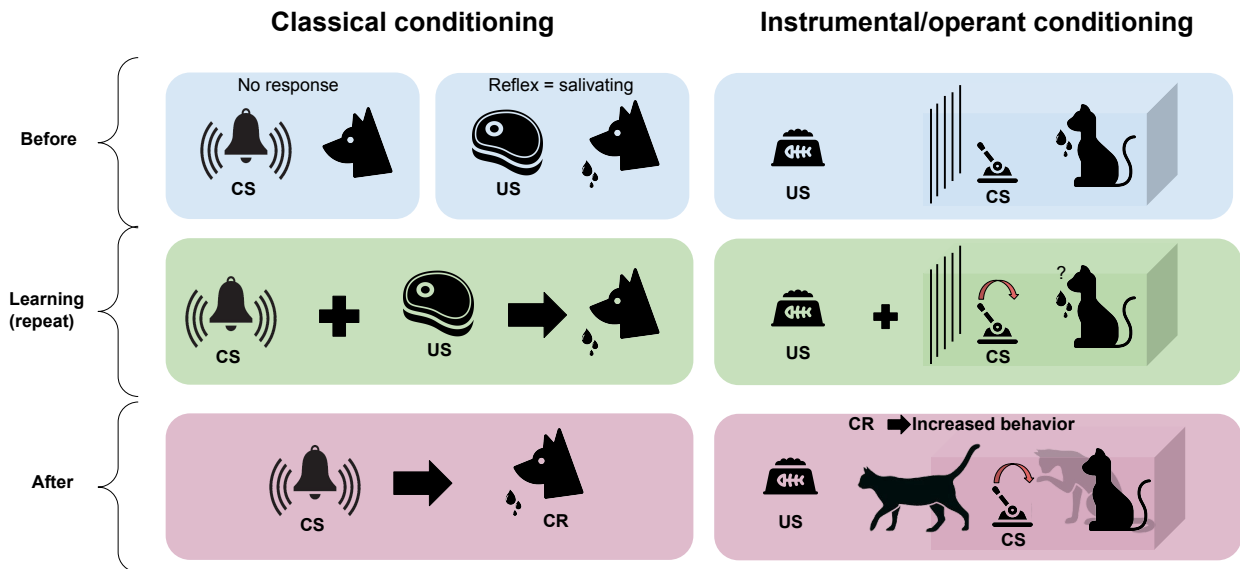 Classical conditioning
Instrumental/operant conditioning
Before
No response
CS
Reflex = salivating
US
US
CS
Learning
(repeat)
CS
US
US
?
CS
After
CS
CR
CR
Increased behavior
US
CS